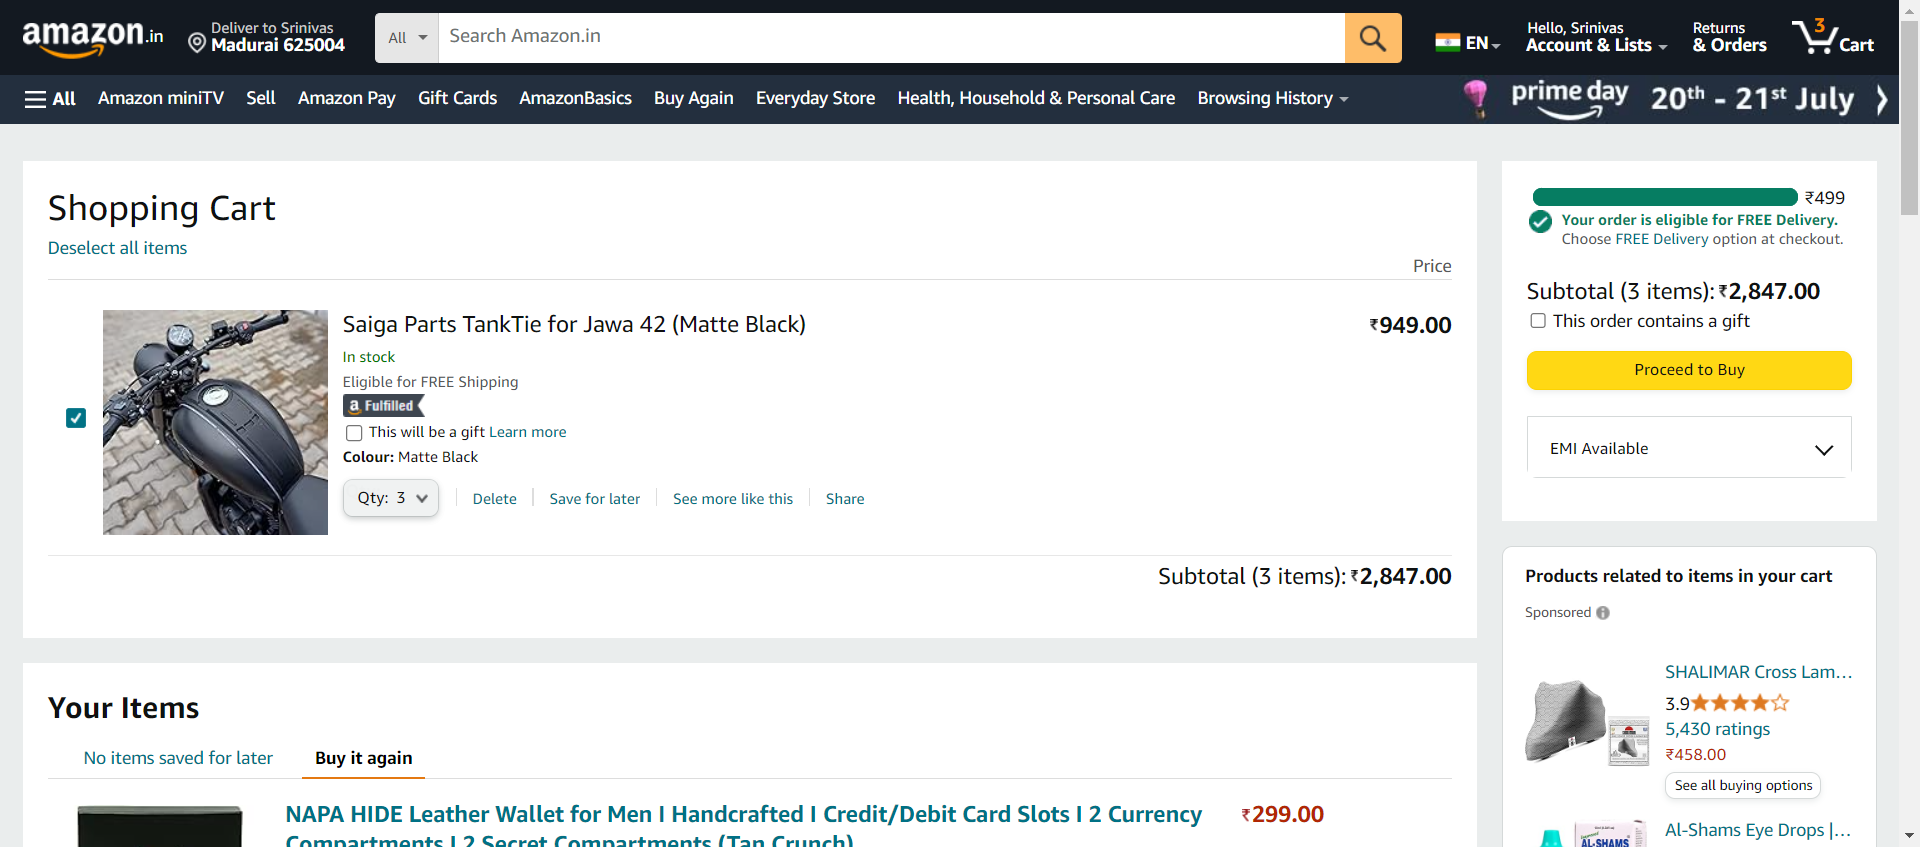 amazon.in
Deliver to Srinivas
Madurai 625004
All
Search Amazon.in
EN
Hello, Srinivas
Account & Lists
Returns
& Orders
3
Cart
All
Amazon miniTV
Sell
Amazon Pay
Gift Cards
AmazonBasics
Buy Again
Everyday Store
Health, Household & Personal Care
Browsing History
prime day
20th - 21st July
Shopping Cart
Deselect all items
Price
Saiga Parts TankTie for Jawa 42 (Matte Black)
₹949.00
In stock
Eligible for FREE Shipping
a Fulfilled
This will be a gift Learn more
Colour: Matte Black
Qty: 3
Delete
Save for later
See more like this
Share
Subtotal (3 items): ₹2,847.00
₹499
Your order is eligible for FREE Delivery.
Choose FREE Delivery option at checkout.
Subtotal (3 items): ₹2,847.00
This order contains a gift
Proceed to Buy
EMI Available
Products related to items in your cart
Sponsored
SHALIMAR Cross Lam...
3.9
5,430 ratings
₹458.00
See all buying options
Al-Shams Eye Drops |...
AL-SHAMS
Your Items
No items saved for later
Buy it again
NAPA HIDE Leather Wallet for Men I Handcrafted I Credit/Debit Card Slots I 2 Currency
Compartments I 2 Secret Compartments (Tan Crunch)
₹299.00